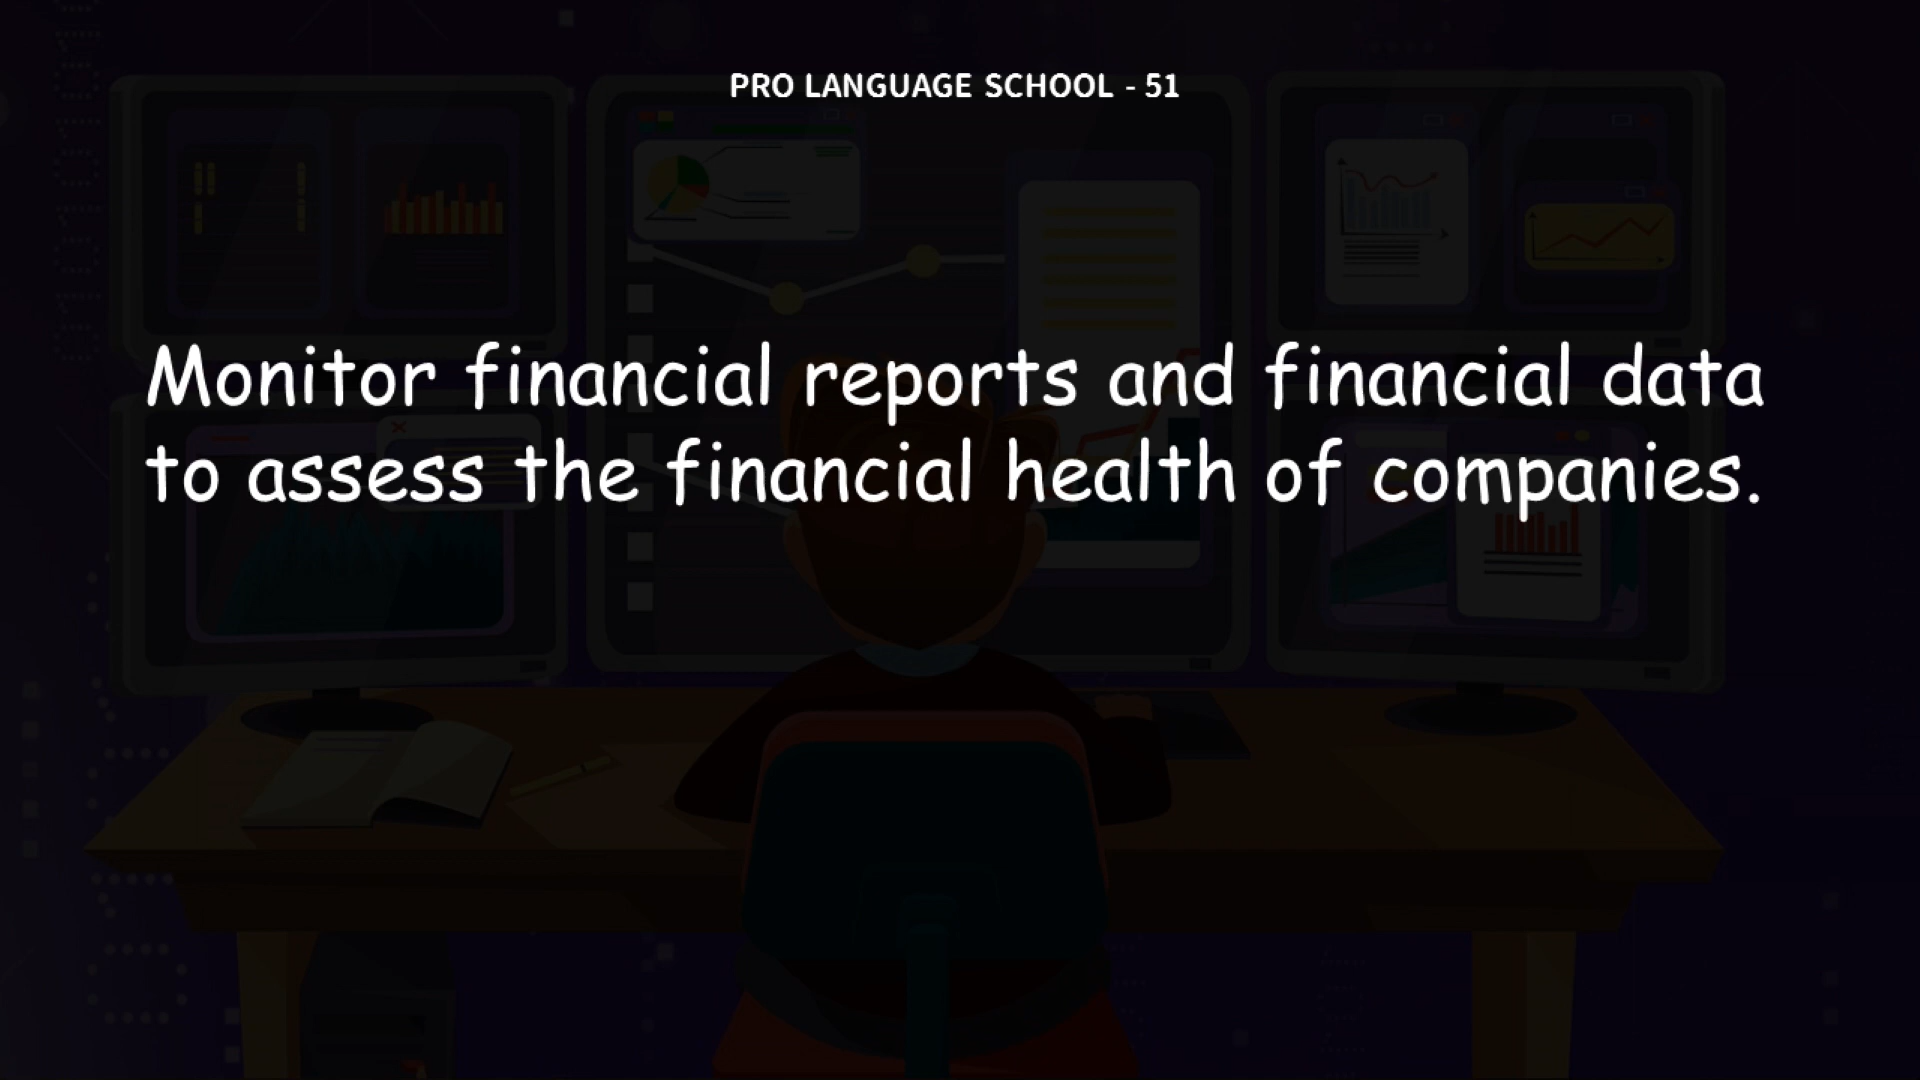 PRO LANGUAGE SCHOOL - 51
Monitor financial reports and financial data
to assess the financial health of companies.